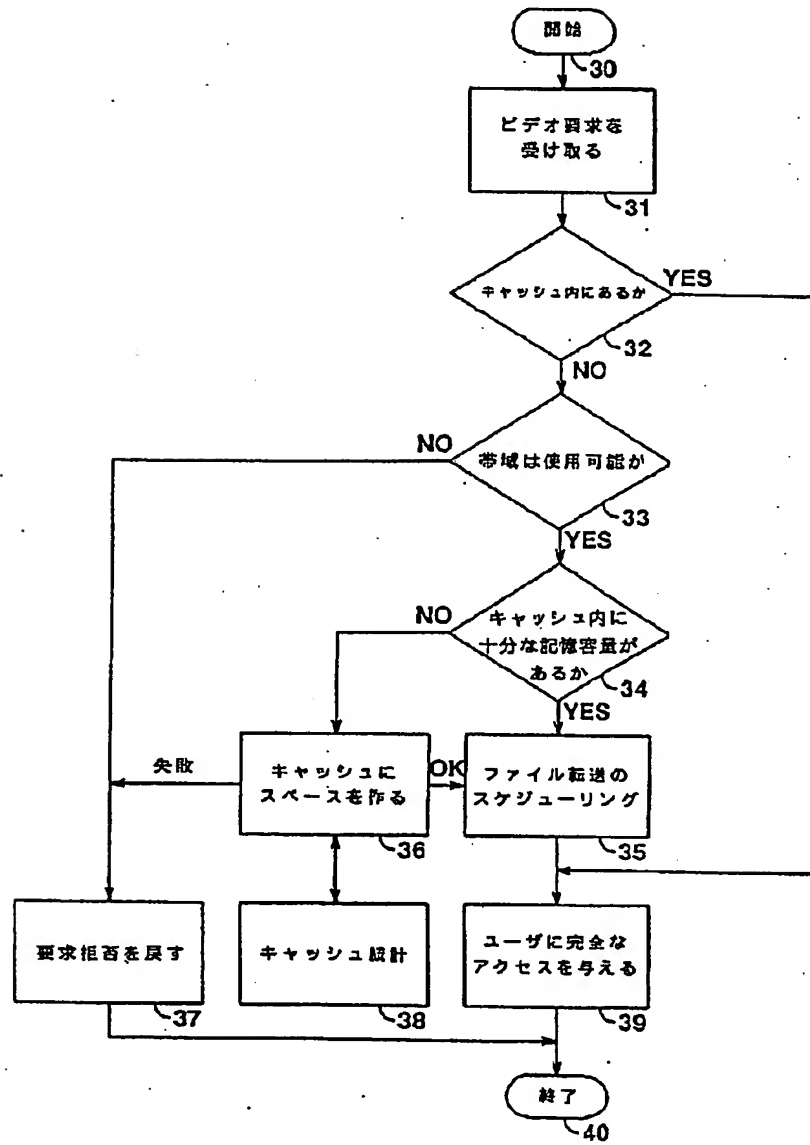 開始
30
ビデオ要求を
受け取る
31
キャッシュ内にあるか
YES
32
NO
帯域は使用可能か
NO
33
YES
キャッシュ内に
十分な記憶容量が
あるか
NO
34
YES
キャッシュに
スペースを作る
失敗
OK
36
ファイル転送の
スケジューリング
35
要求拒否を戻す
37
キャッシュ統計
38
ユーザに完全な
アクセスを与える
39
終了
40